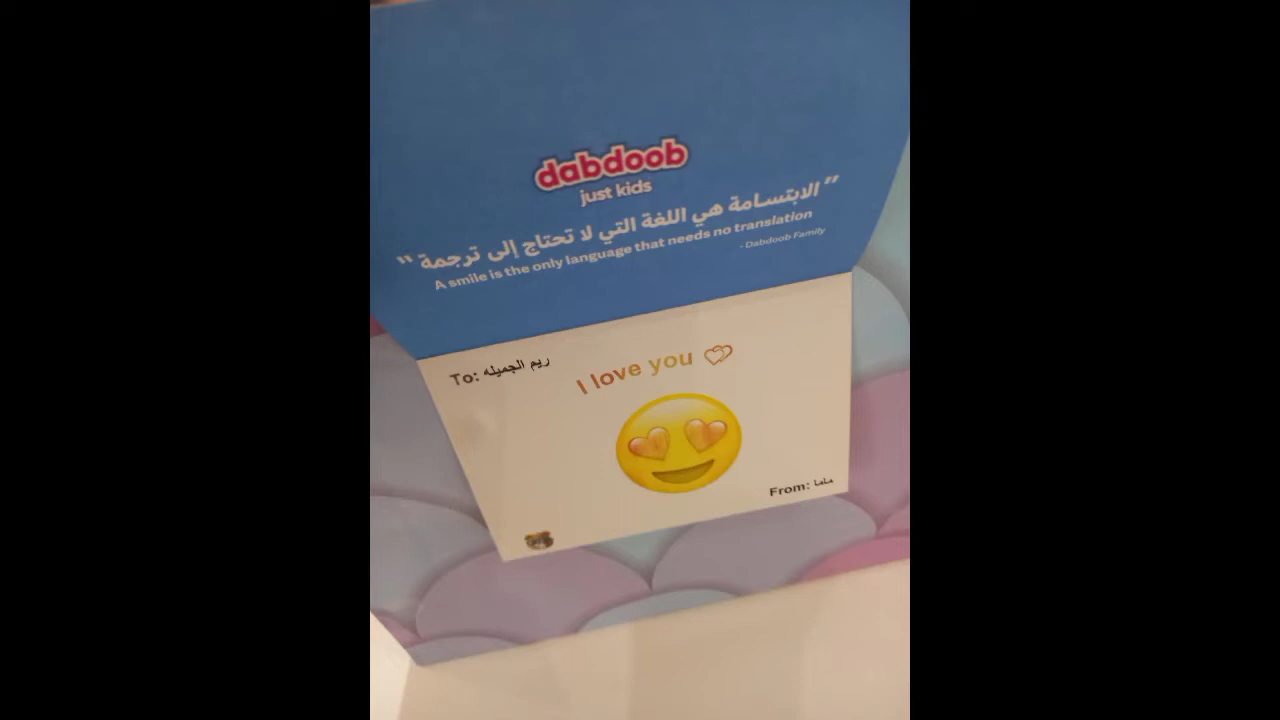 dabdoob
just kids
" الابتسامة هي اللغة التي لا تحتاج إلى ترجمة "
A smile is the only language that needs no translation
- Dabdoob Family
To: ريم الجميله
I love you
From: ماما